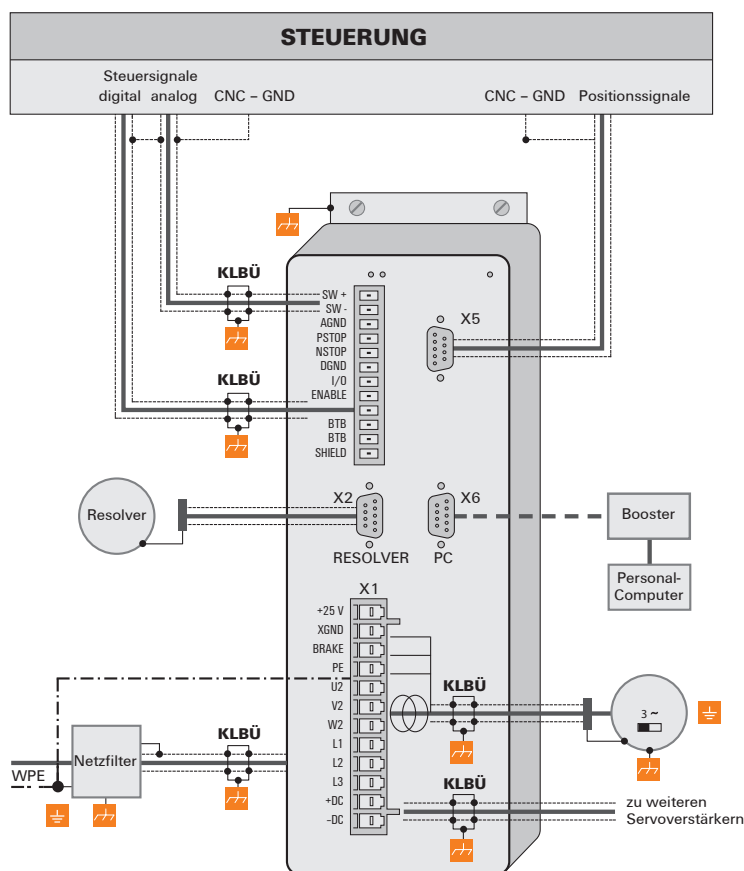 STEUERUNG
Steuersignale
digital analog CNC – GND
CNC – GND Positionssignale
KLBÜ
SW +
SW -
AGND
PSTOP
NSTOP
DGND
I/O
ENABLE
BTB
BTB
SHIELD
X5
KLBÜ
Resolver
X2
RESOLVER
X6
PC
Booster
Personal-
Computer
X1
+25 V
XGND
BRAKE
PE
U2
V2
W2
L1
L2
L3
+DC
–DC
KLBÜ
3 ~
Netzfilter
WPE
KLBÜ
KLBÜ
zu weiteren
Servoverstärkern